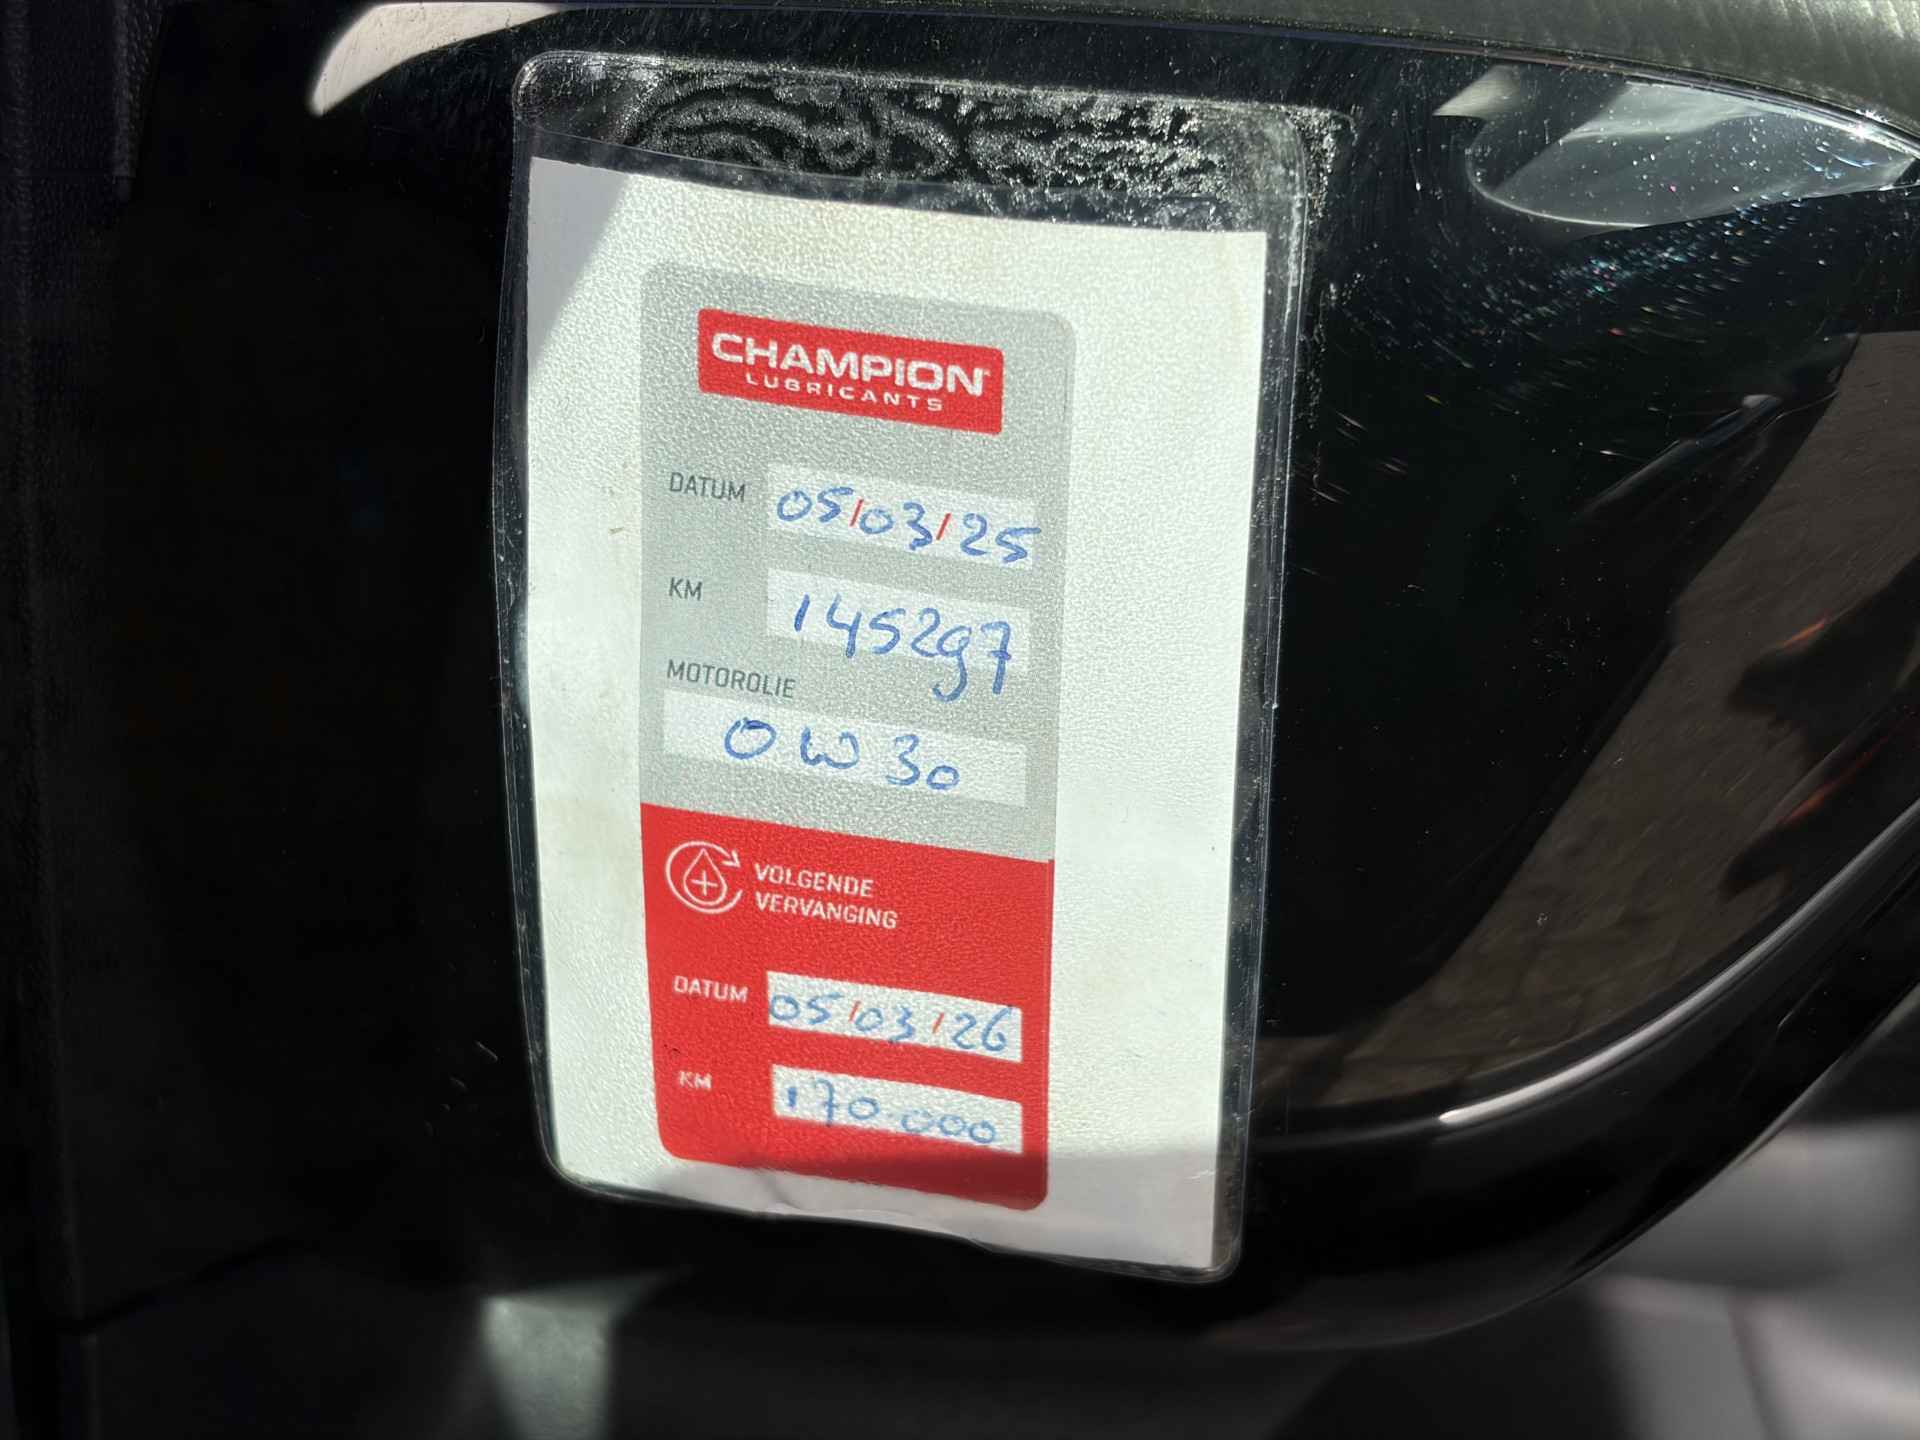 CHAMPION
LUBRICANTS
DATUM 05/03/25
KM 145297
MOTOROLIE
0W30
VOLGENDE
VERVANGING
DATUM 05/03/26
KM 170.000